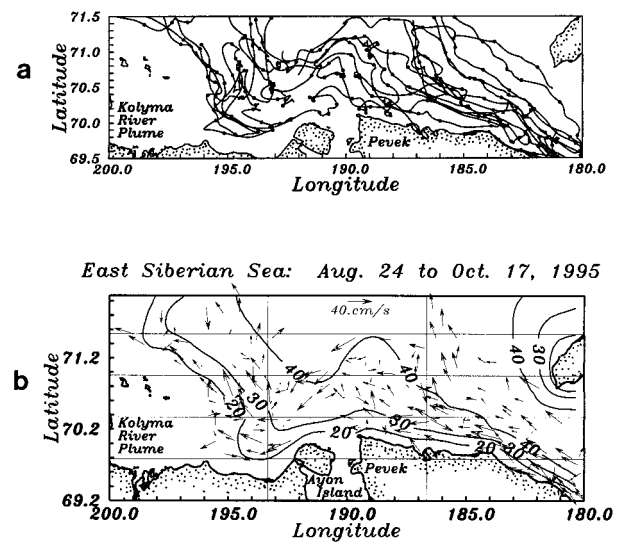 a
Latitude
71.5
71.0
70.5
70.0
69.5
Kolyma
River
Plume
Pevek
200.0 195.0 190.0 185.0 180.0
Longitude
East Siberian Sea: Aug. 24 to Oct. 17, 1995
b
Latitude
71.2
70.2
69.2
40.cm/s
40
30
40
40
20
30
20
80
20
30
40
Kolyma
River
Plume
Ayon
Island
Pevek
200.0 195.0 190.0 185.0 180.0
Longitude